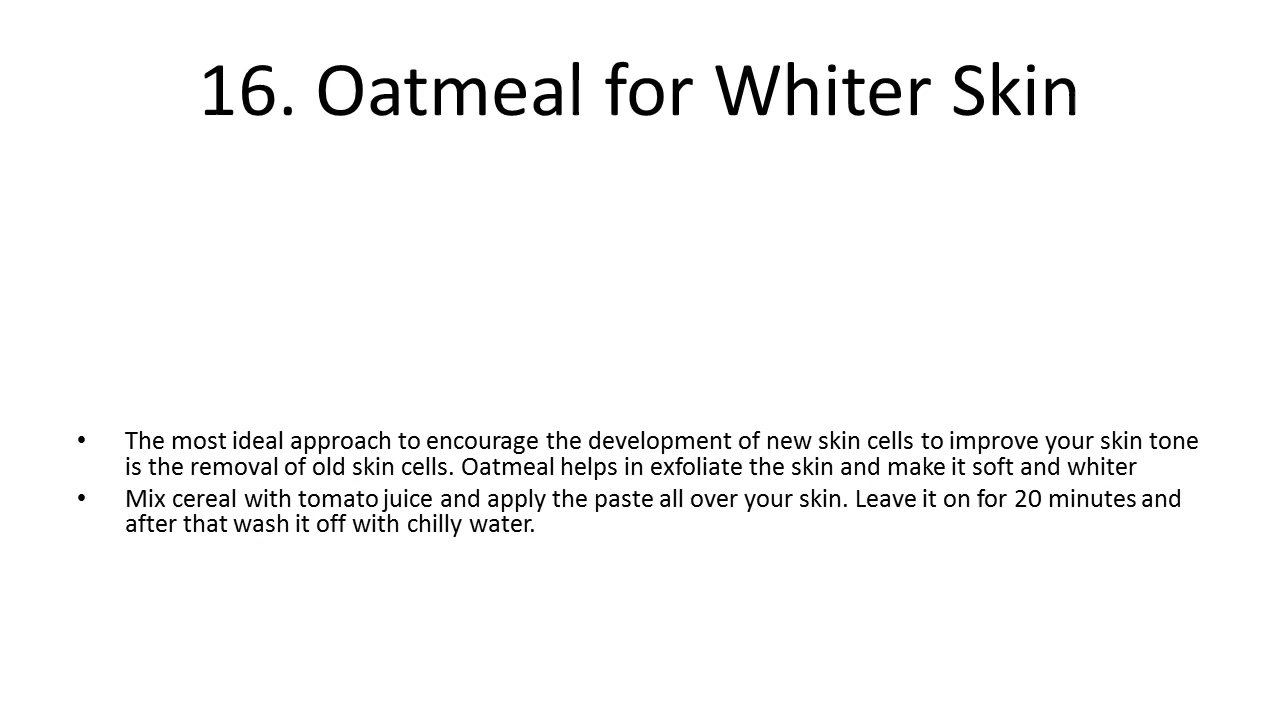 16. Oatmeal for Whiter Skin
• The most ideal approach to encourage the development of new skin cells to improve your skin tone
is the removal of old skin cells. Oatmeal helps in exfoliate the skin and make it soft and whiter
• Mix cereal with tomato juice and apply the paste all over your skin. Leave it on for 20 minutes and
after that wash it off with chilly water.